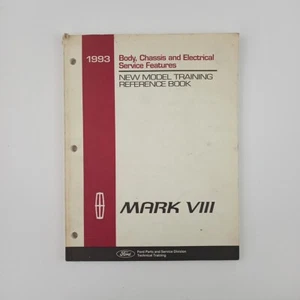 1993
Body, Chassis and Electrical
Service Features
NEW MODEL TRAINING
REFERENCE BOOK
MARK VIII
Ford
Ford Parts and Service Division
Technical Training